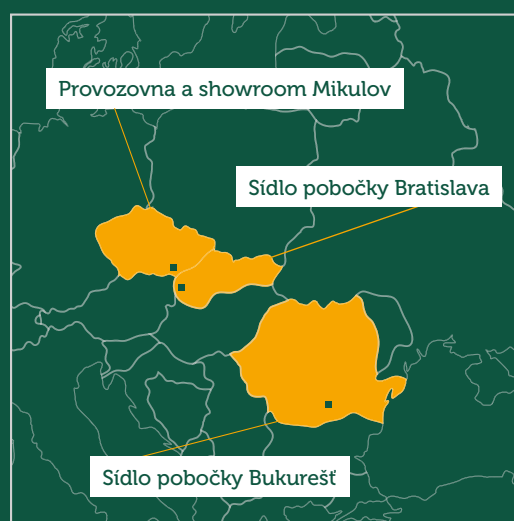 Provozovna a showroom Mikulov
Sídlo pobočky Bratislava
Sídlo pobočky Bukurešť